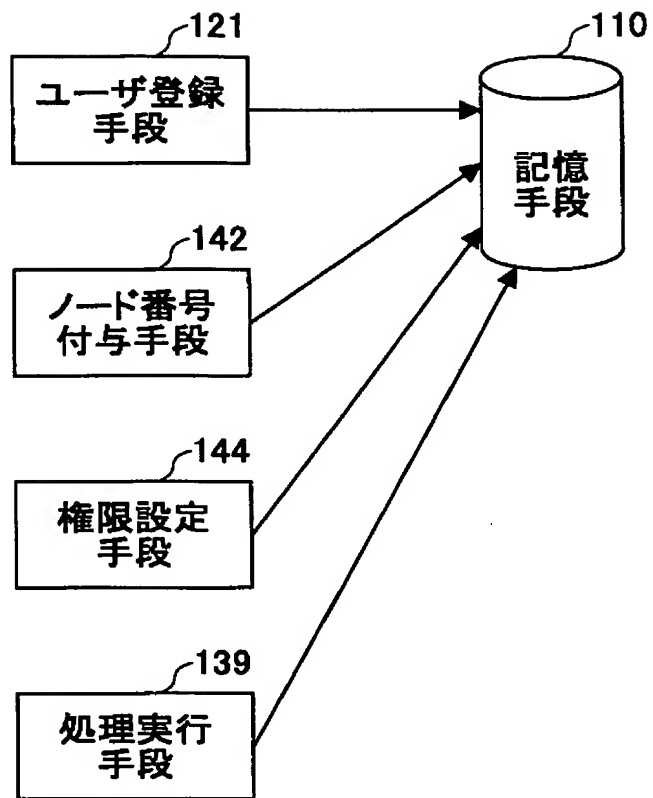 121
ユーザ登録
手段
110
記憶
手段
142
ノード番号
付与手段
144
権限設定
手段
139
処理実行
手段